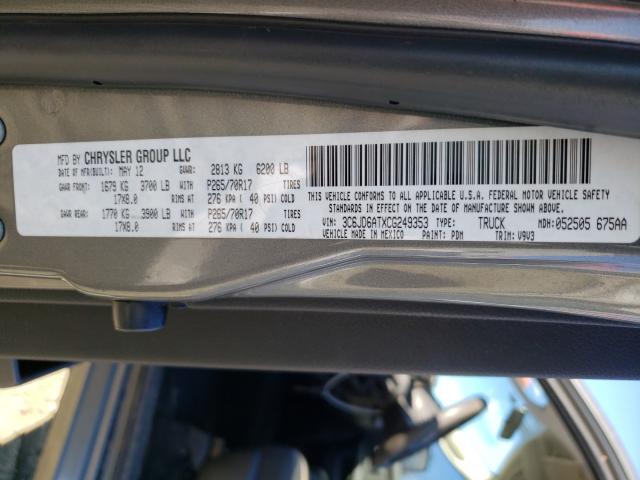 MFD BY CHRYSLER GROUP LLC
DATE OF MFR(BUILT): MAY 12 GVWR: 2813 KG 6200 LB
GAWR FRONT: 1679 KG 3700 LB WITH P265/70R17 TIRES
17X8.0 RIMS AT 276 KPA ( 40 PSI) COLD
GAWR REAR: 1770 KG 3900 LB WITH P265/70R17 TIRES
17X8.0 RIMS AT 276 KPA ( 40 PSI) COLD
THIS VEHICLE CONFORMS TO ALL APPLICABLE U.S.A. FEDERAL MOTOR VEHICLE SAFETY
STANDARDS IN EFFECT ON THE DATE OF MANUFACTURE SHOWN ABOVE.
VIN: 3C6JD6ATXCG249353 TYPE: TRUCK MDH: 052505 675AA
VEHICLE MADE IN MEXICO PAINT: PDM TRIM: V9V3